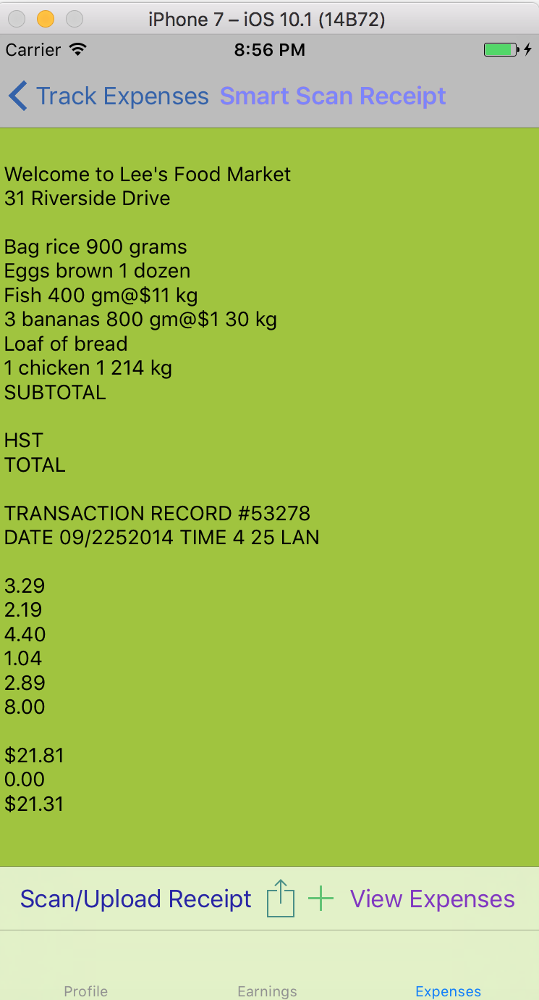 iPhone 7 – iOS 10.1 (14B72)
Carrier 8:56 PM
Track Expenses Smart Scan Receipt
Welcome to Lee's Food Market
31 Riverside Drive
Bag rice 900 grams
Eggs brown 1 dozen
Fish 400 gm@$11 kg
3 bananas 800 gm@$1 30 kg
Loaf of bread
1 chicken 1 214 kg
SUBTOTAL
HST
TOTAL
TRANSACTION RECORD #53278
DATE 09/2252014 TIME 4 25 LAN
3.29
2.19
4.40
1.04
2.89
8.00
$21.81
0.00
$21.31
Scan/Upload Receipt + View Expenses
Profile Earnings Expenses